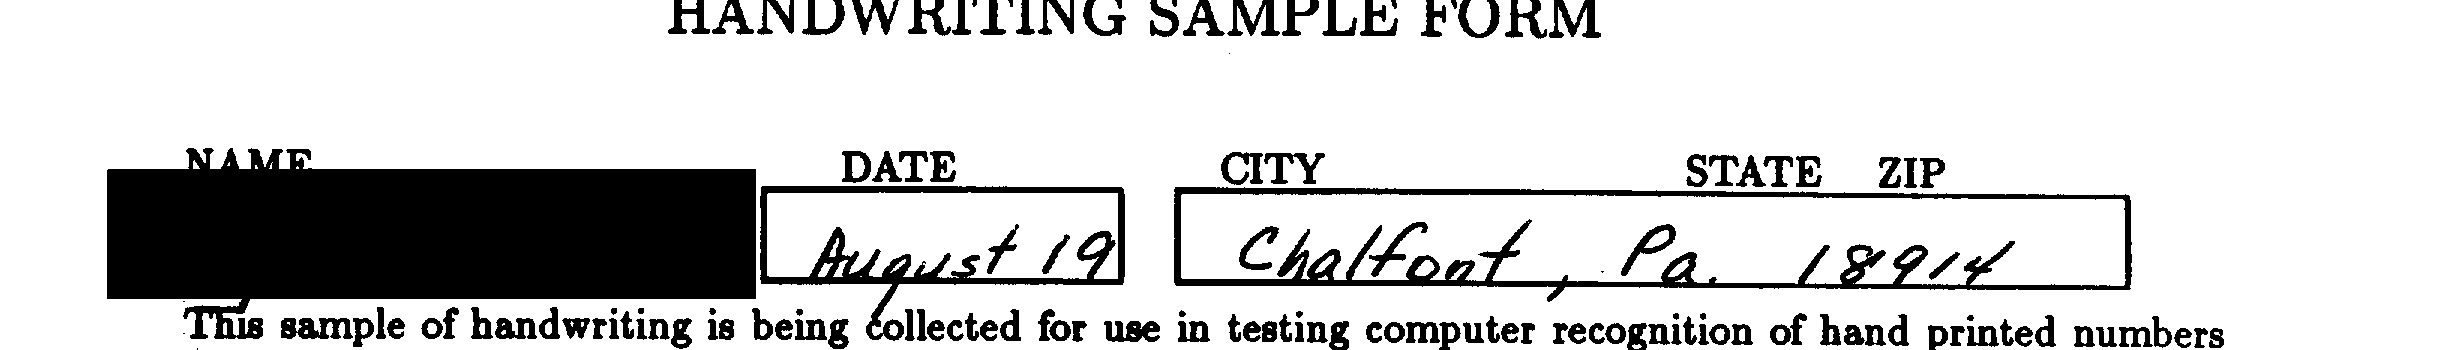 HANDWRITING SAMPLE FORM
NAME DATE CITY STATE ZIP
August 19 Chalfont, Pa. 18914
This sample of handwriting is being collected for use in testing computer recognition of hand printed numbers